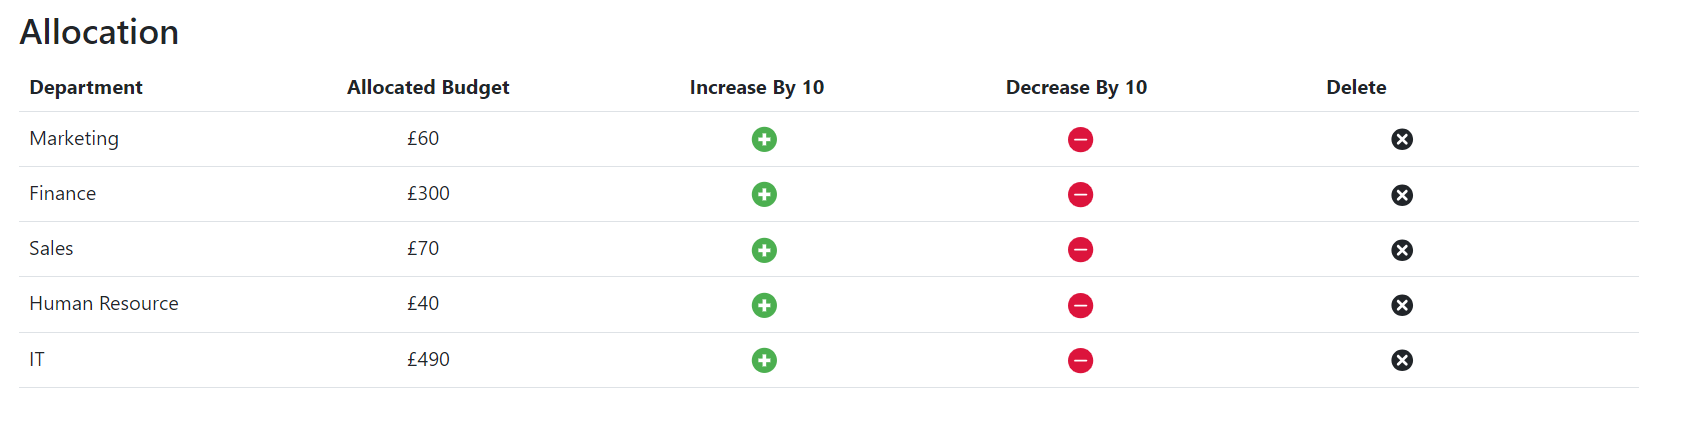 Allocation
Department Allocated Budget Increase By 10 Decrease By 10 Delete
Marketing £60
Finance £300
Sales £70
Human Resource £40
IT £490